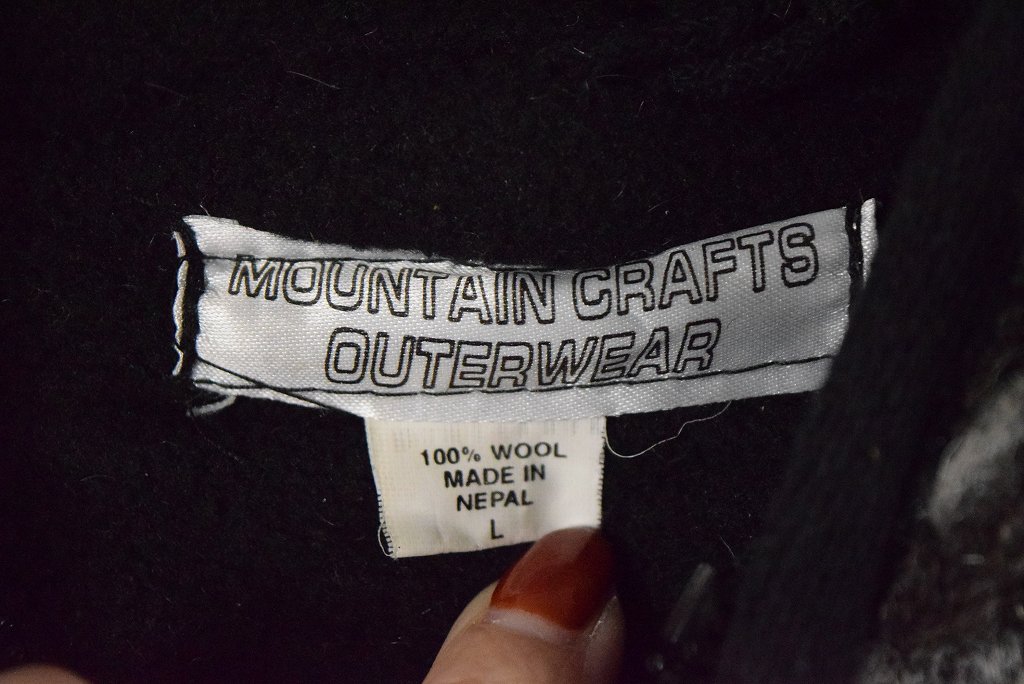 MOUNTAIN CRAFTS
OUTERWEAR
100% WOOL
MADE IN
NEPAL
L